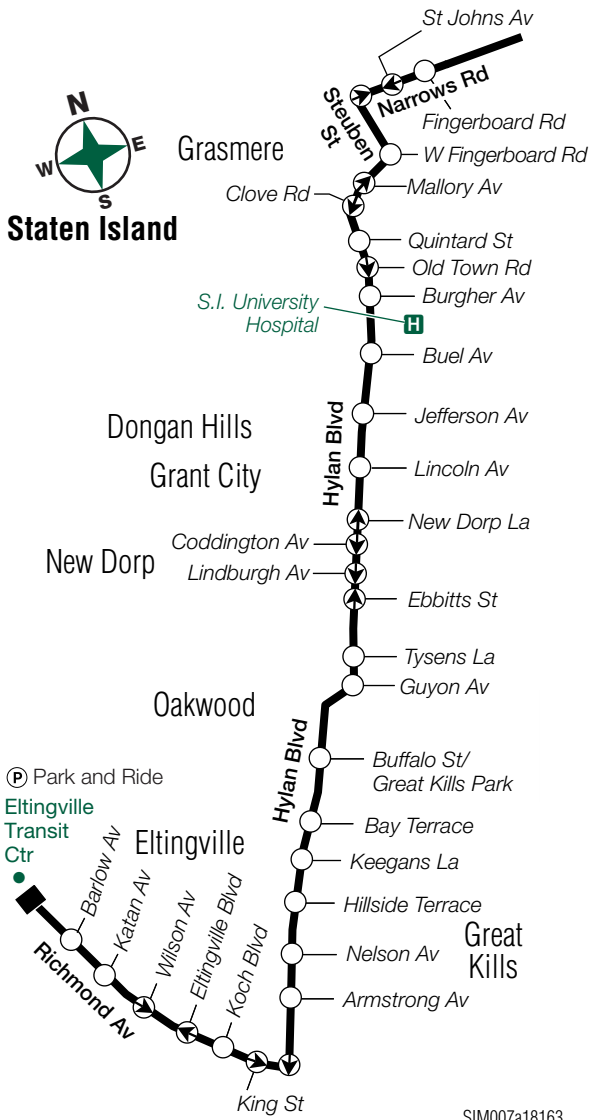 St Johns Av
Narrows Rd
Steuben
St
Fingerboard Rd
N
W
E
S
Staten Island
Grasmere
W Fingerboard Rd
Mallory Av
Clove Rd
Quintard St
Old Town Rd
Burgher Av
S.I. University
Hospital
H
Buel Av
Hylan Blvd
Jefferson Av
Dongan Hills
Grant City
Lincoln Av
New Dorp La
Coddington Av
New Dorp
Lindburgh Av
Ebbitts St
Tysens La
Guyon Av
Oakwood
Hylan Blvd
Buffalo St/
Great Kills Park
P Park and Ride
Eltingville
Transit
Ctr
Bay Terrace
Eltingville
Keegans La
Hillside Terrace
Barlow Av
Katan Av
Wilson Av
Eltingville Blvd
Koch Blvd
Richmond Av
Nelson Av
Great
Kills
Armstrong Av
King St
SIM007a18163